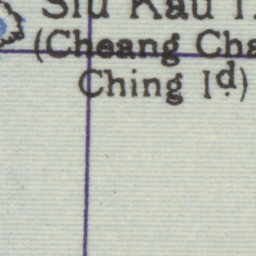 Siu Kau I.
(Cheang Cha
Ching Id)